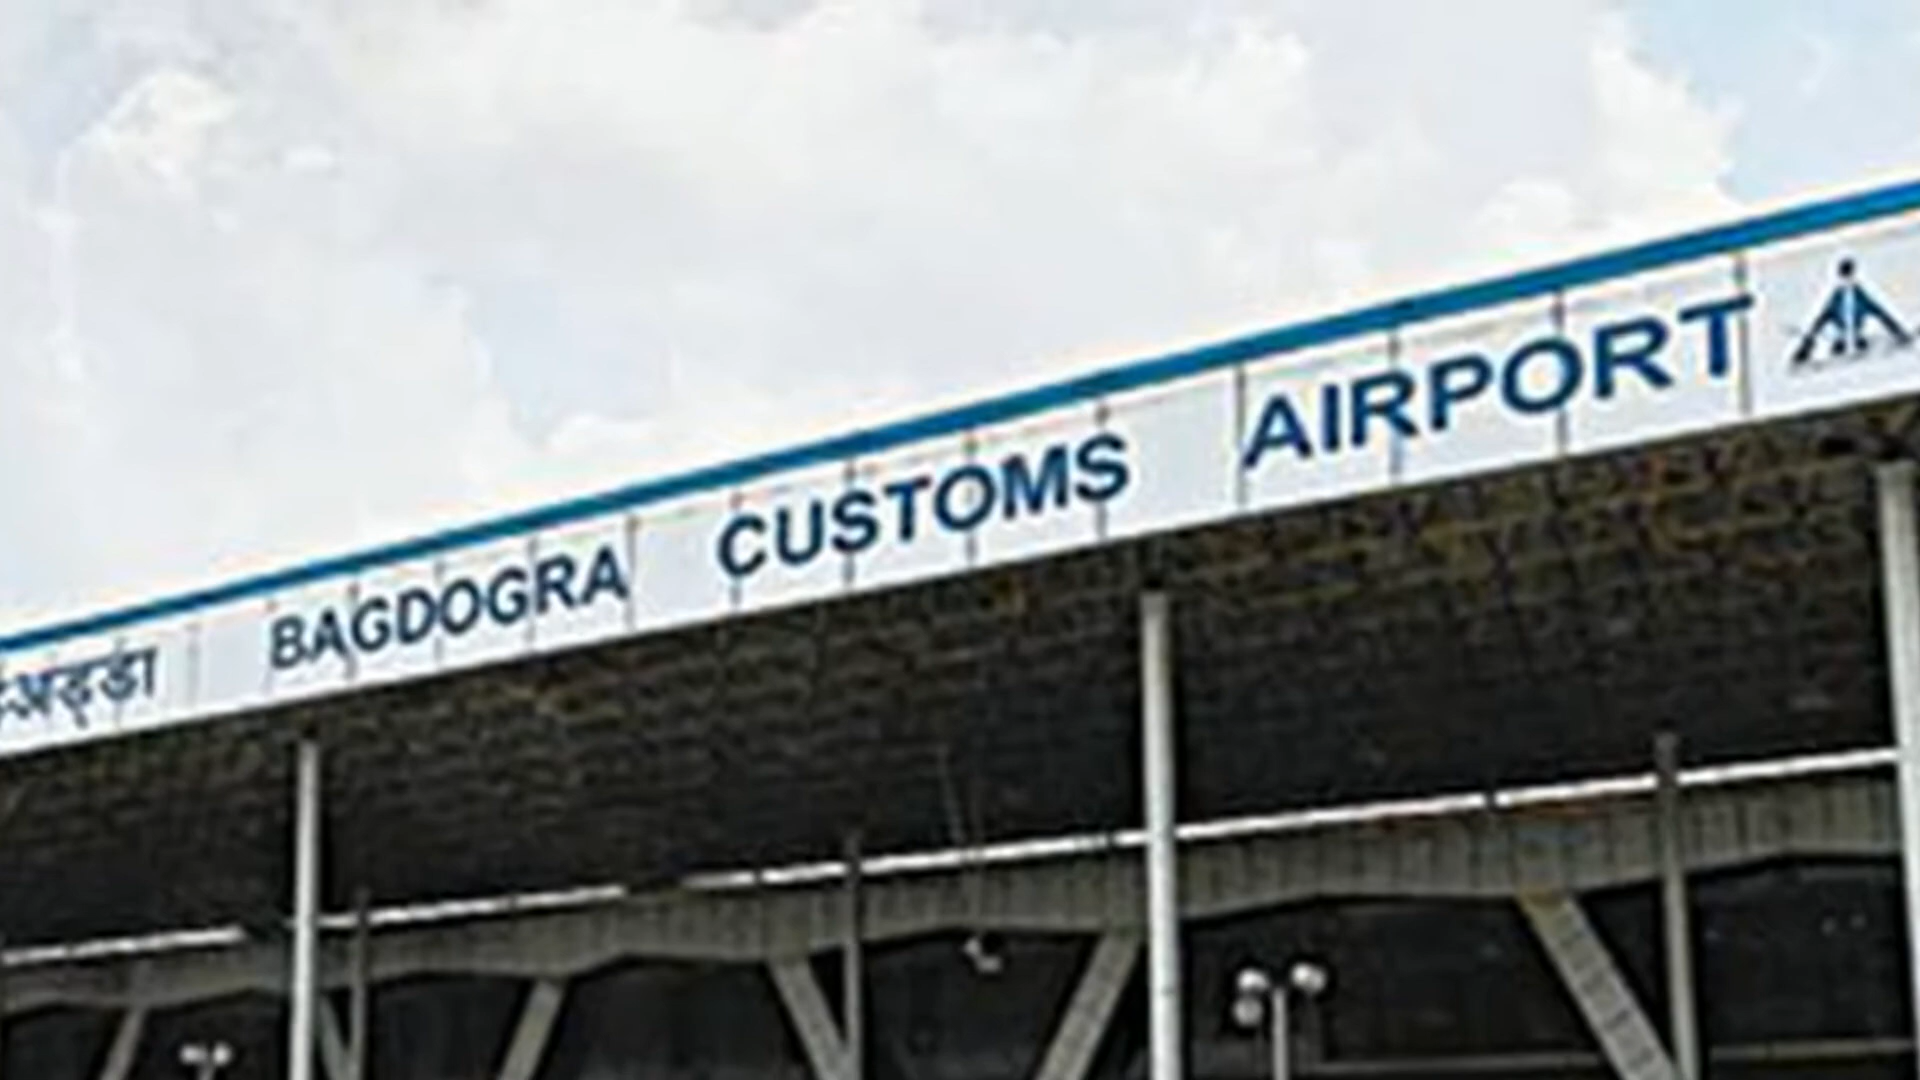 अड्डा BAGDOGRA CUSTOMS AIRPORT